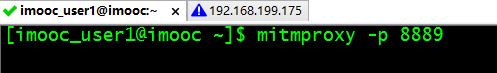 imooc_user1@imooc:~ × 192.168.199.175
[imooc_user1@imooc ~]$ mitmproxy -p 8889